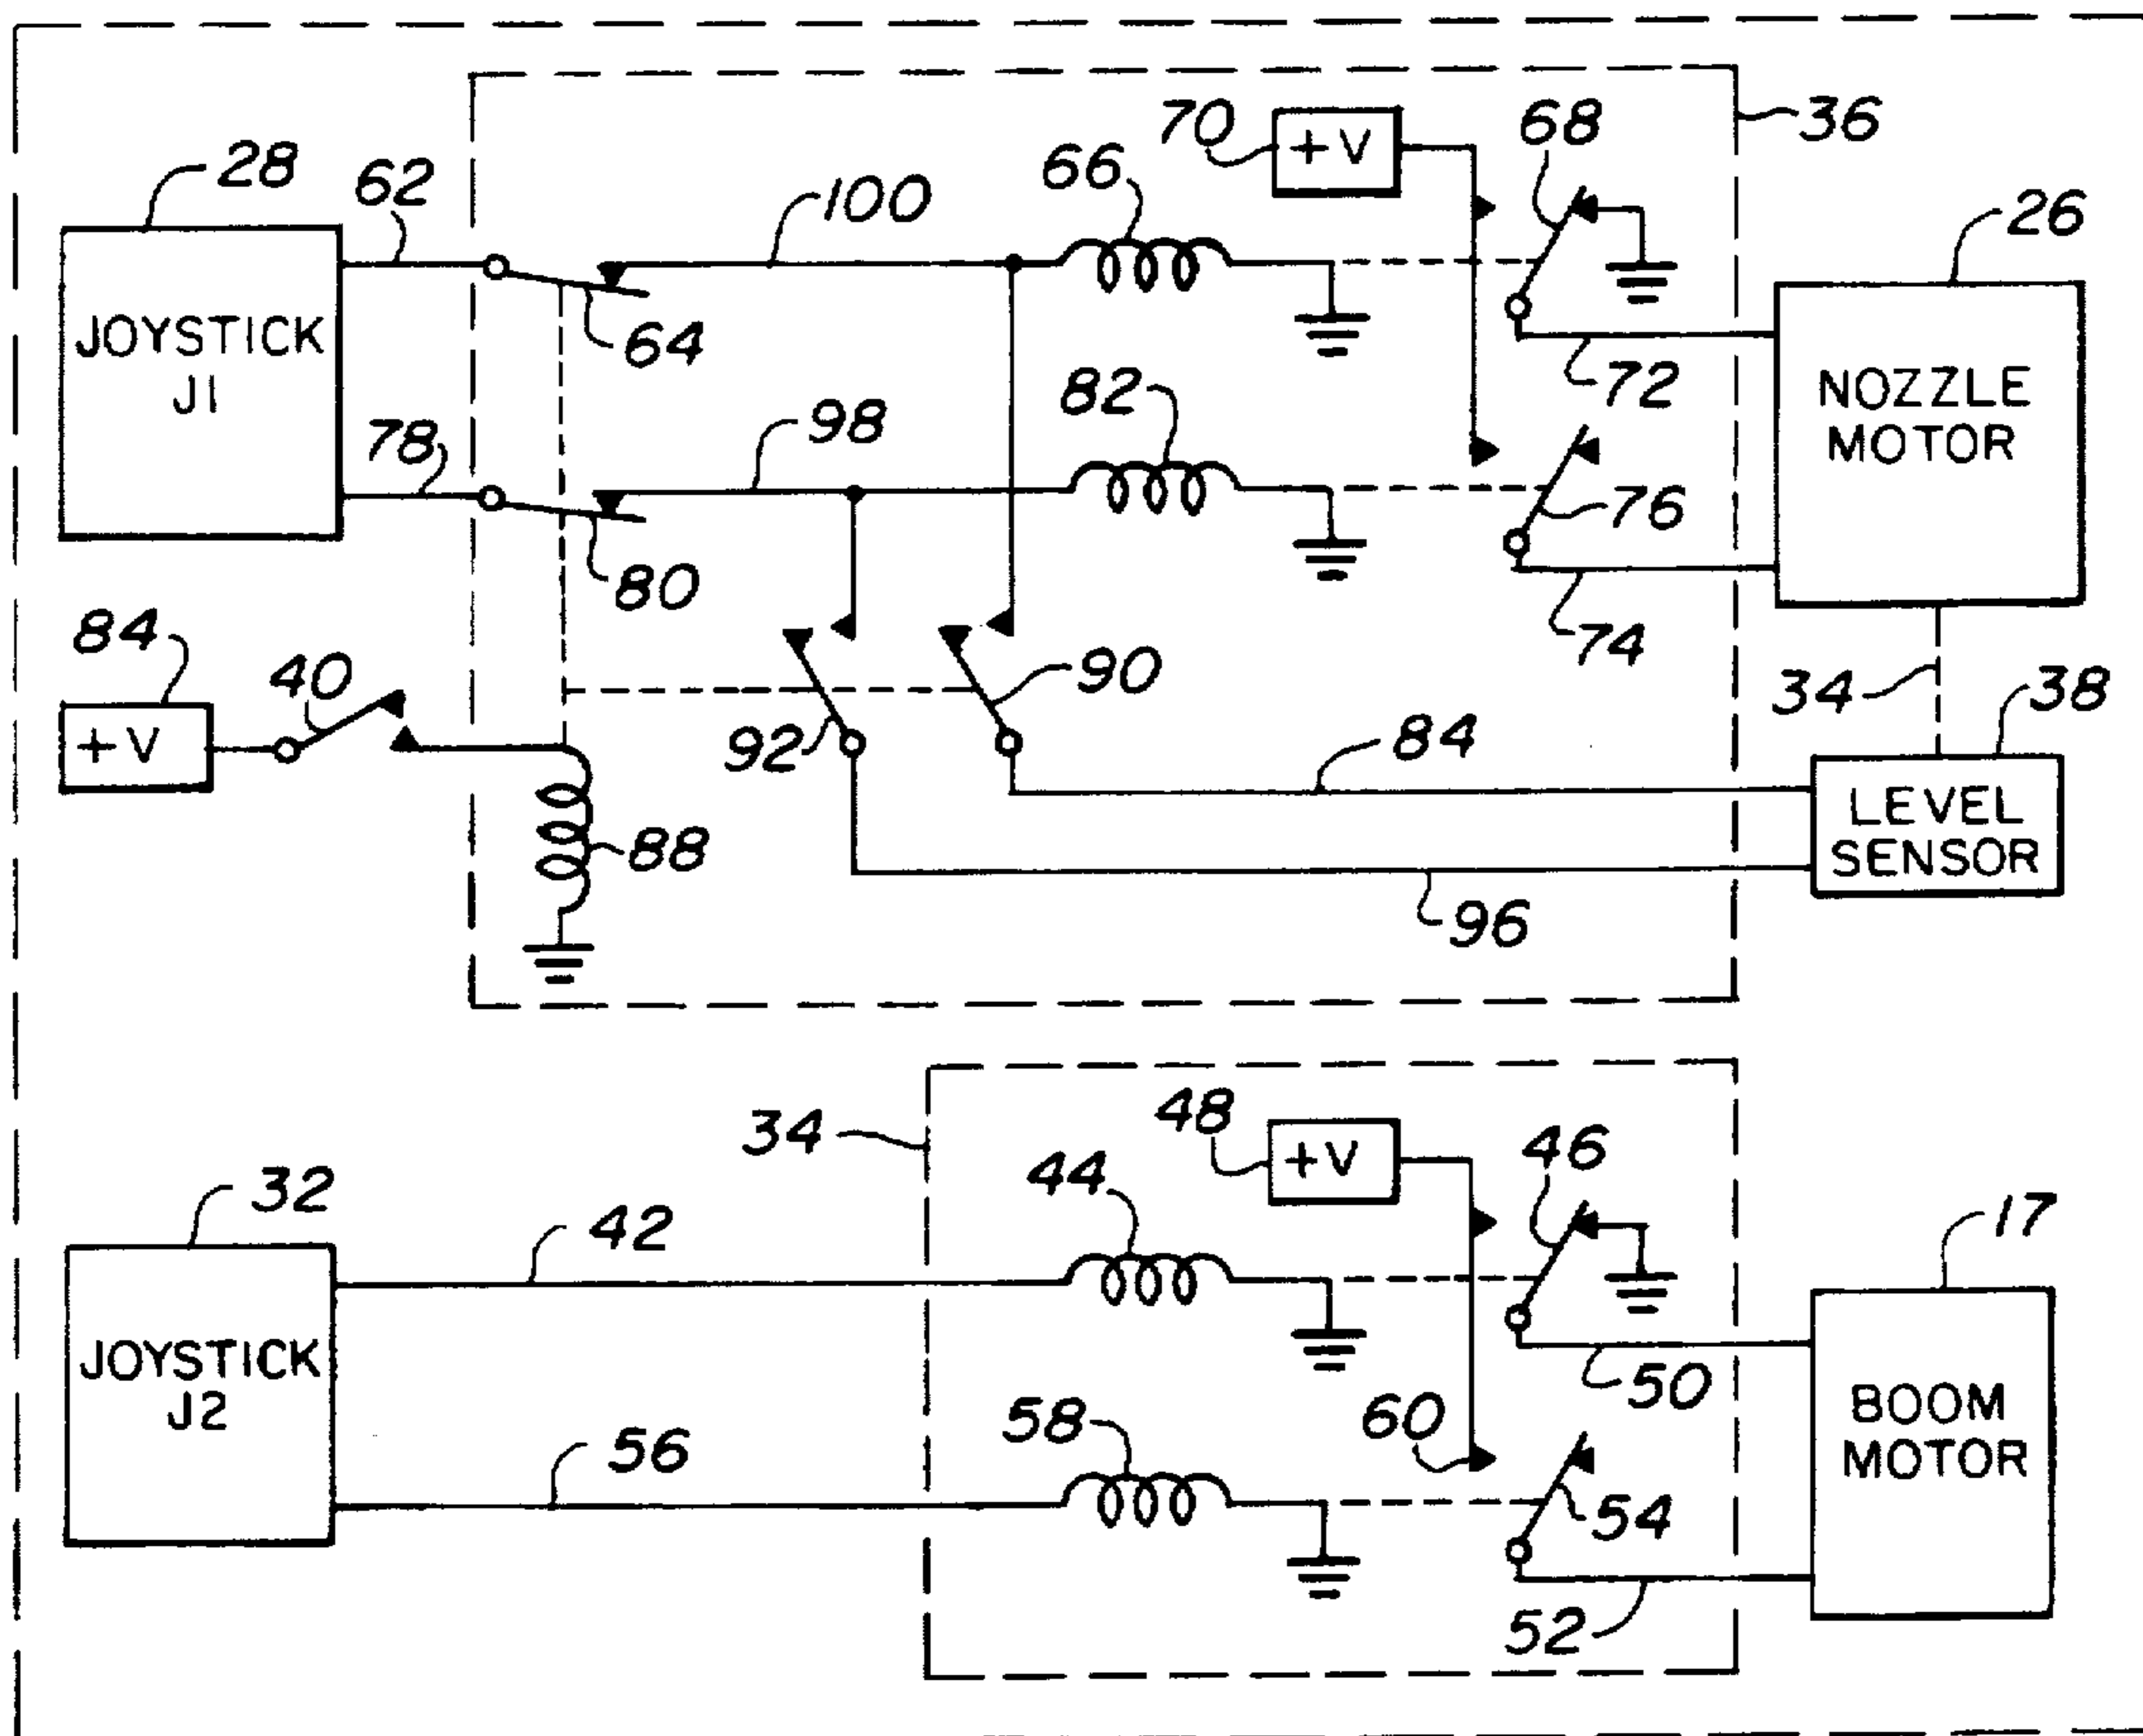 28
62
100
66
70
+V
68
36
26
JOYSTICK
J1
64
72
NOZZLE
MOTOR
78
98
82
76
80
74
84
40
90
34
38
+V
92
84
LEVEL
SENSOR
88
96
34
48
+V
46
44
32
42
17
JOYSTICK
J2
50
58
60
BOOM
MOTOR
56
54
52